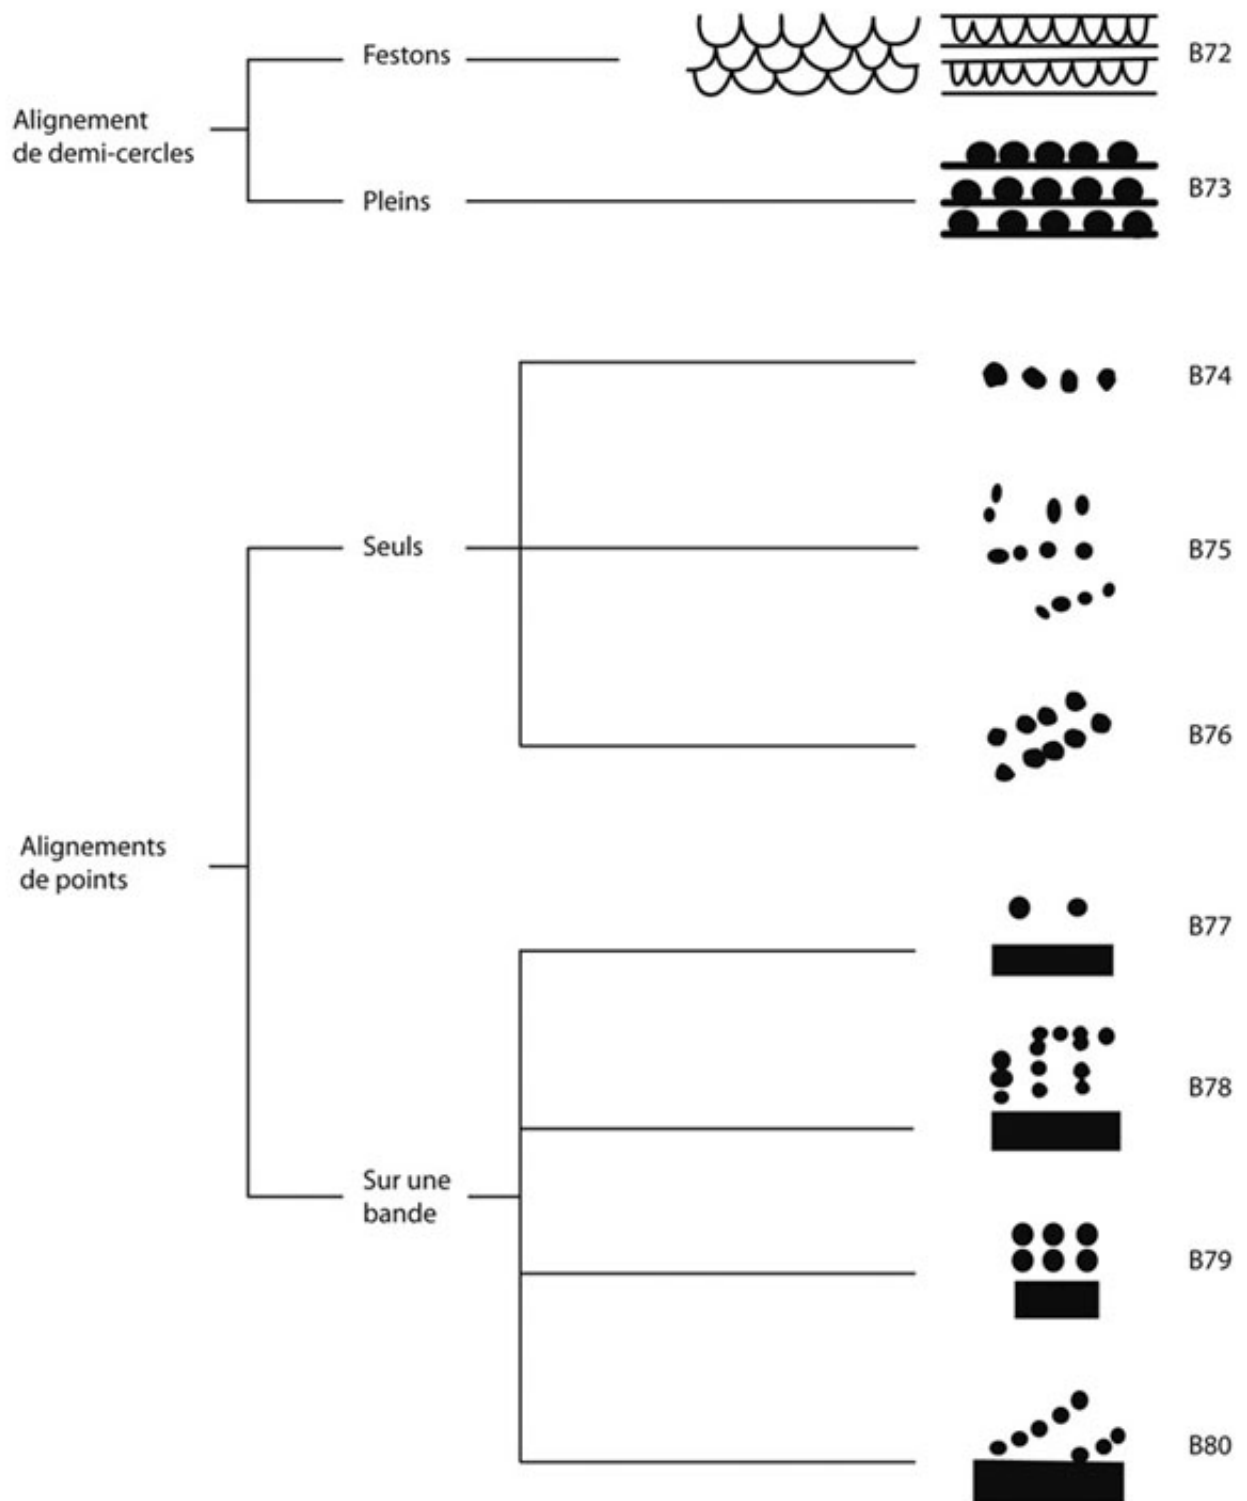 Festons
B72
Alignement
de demi-cercles
Pleins
B73
B74
Seuls
B75
B76
Alignements
de points
B77
B78
Sur une
bande
B79
B80